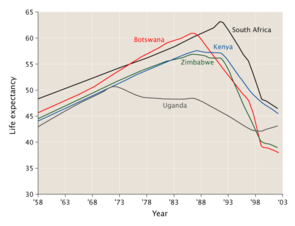 65
60
55
50
45
40
35
30
Life expectancy
South Africa
Botswana
Kenya
Zimbabwe
Uganda
'58 '63 '68 '73 '78 '83 '88 '93 '98 '03
Year